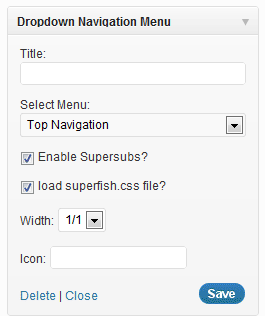 Dropdown Navigation Menu
Title:
Select Menu:
Top Navigation
Enable Supersubs?
load superfish.css file?
Width: 1/1
Icon:
Delete | Close Save